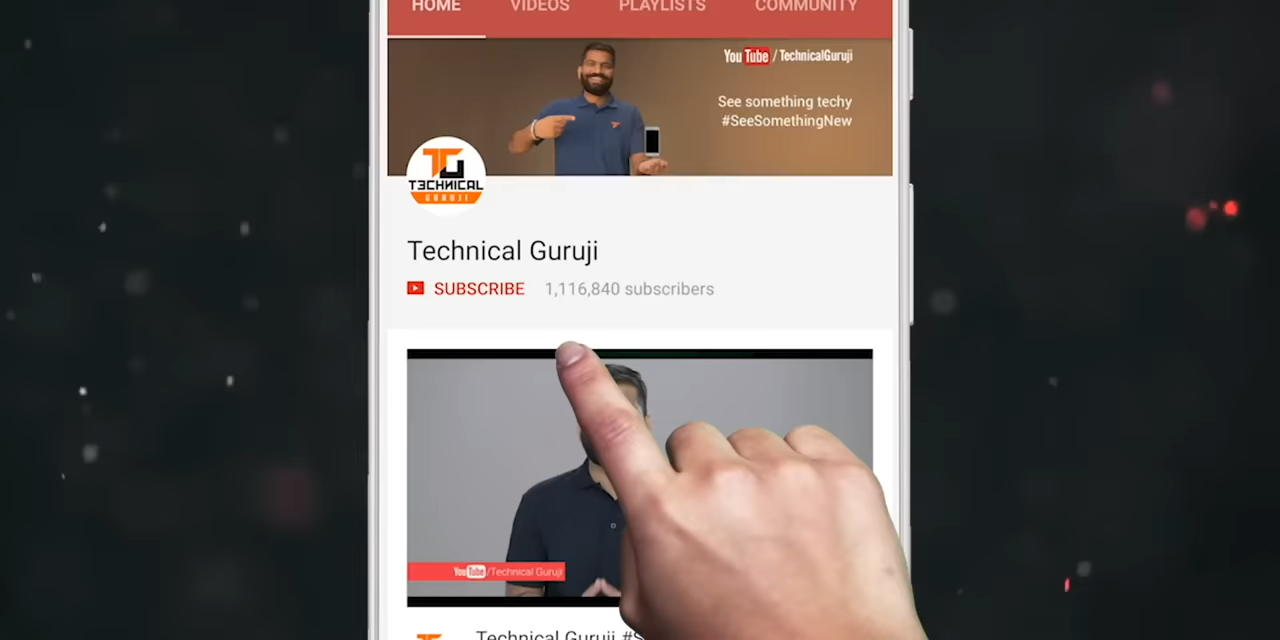 HOME VIDEOS PLAYLISTS COMMUNITY
YouTube / TechnicalGuruji
See something techy
#SeeSomethingNew
TECHNICAL
GURUJI
Technical Guruji
SUBSCRIBE 1,116,840 subscribers
YouTube/Technical Guruji
Technical Guruji